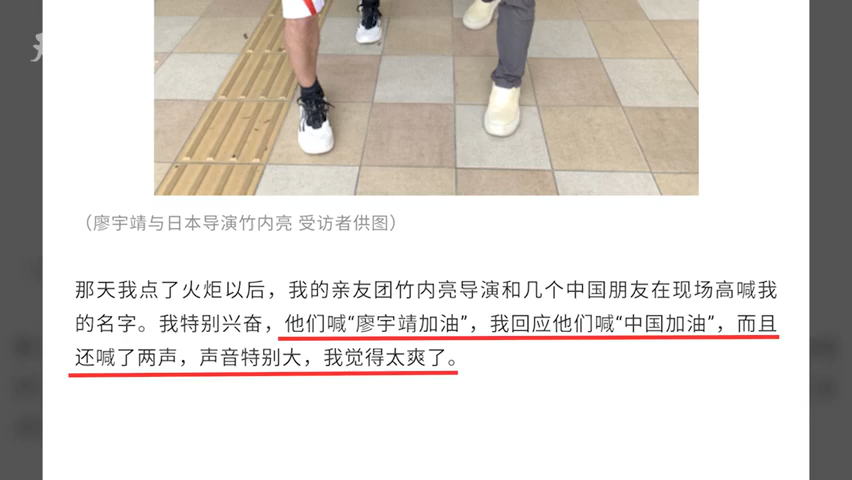 （廖宇靖与日本导演竹内亮 受访者供图）
那天我点了火炬以后，我的亲友团竹内亮导演和几个中国朋友在现场高喊我
的名字。我特别兴奋，他们喊“廖宇靖加油”，我回应他们喊“中国加油”，而且
还喊了两声，声音特别大，我觉得太爽了。